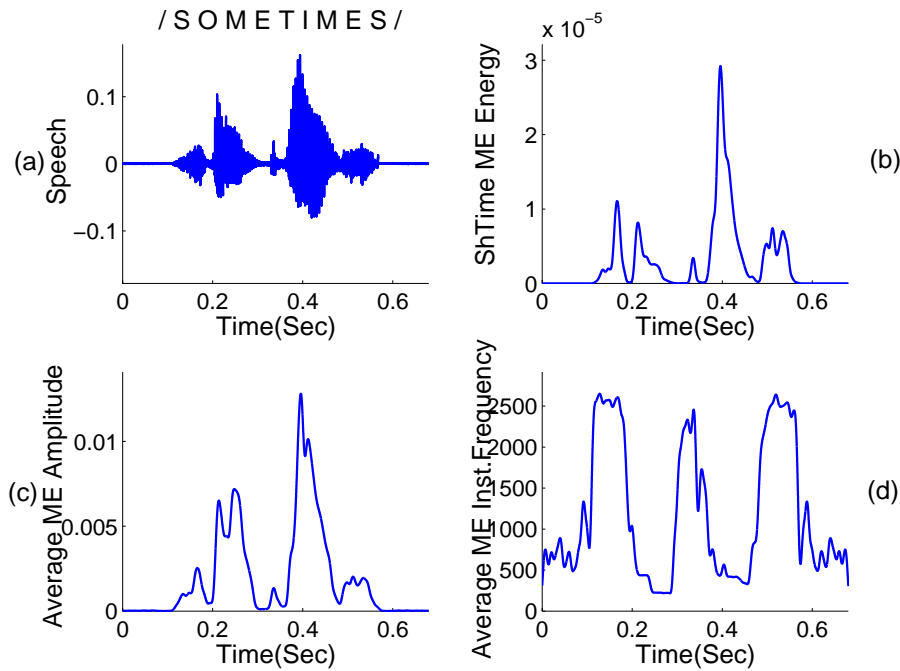 / S O M E T I M E S /
(a)
Speech
0.1
0
−0.1
0 0.2 0.4 0.6
Time(Sec)
(b)
ShTime ME Energy
x 10⁻⁵
3
2
1
0
0 0.2 0.4 0.6
Time(Sec)
(c)
Average ME Amplitude
0.01
0.005
0
0 0.2 0.4 0.6
Time(Sec)
(d)
Average ME Inst.Frequency
2500
2000
1500
1000
500
0
0 0.2 0.4 0.6
Time(Sec)